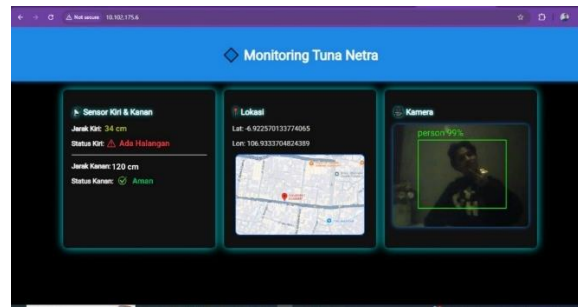 Not secure 10.102.175.6
Monitoring Tuna Netra
Sensor Kiri & Kanan
Jarak Kiri: 34 cm
Status Kiri: Ada Halangan
Jarak Kanan: 120 cm
Status Kanan: Aman
Lokasi
Lat: -6.922570133774065
Lon: 106.9333704824389
Kamera
person 99%